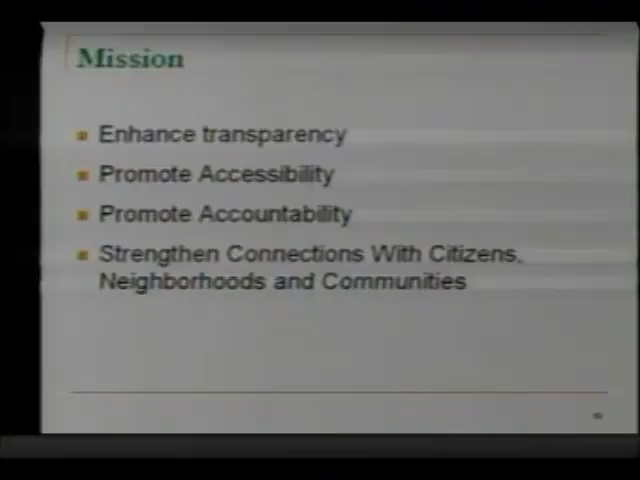 Mission
Enhance transparency
Promote Accessibility
Promote Accountability
Strengthen Connections With Citizens,
Neighborhoods and Communities